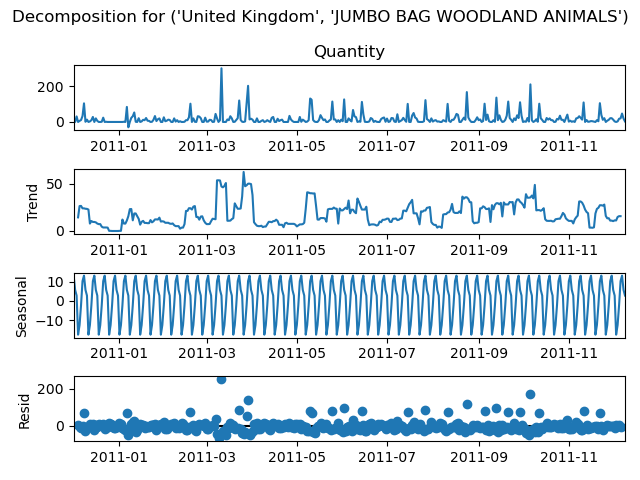 Decomposition for ('United Kingdom', 'JUMBO BAG WOODLAND ANIMALS')
Quantity
200
0
2011-01 2011-03 2011-05 2011-07 2011-09 2011-11
Trend
50
0
2011-01 2011-03 2011-05 2011-07 2011-09 2011-11
Seasonal
10
0
−10
2011-01 2011-03 2011-05 2011-07 2011-09 2011-11
Resid
200
0
2011-01 2011-03 2011-05 2011-07 2011-09 2011-11